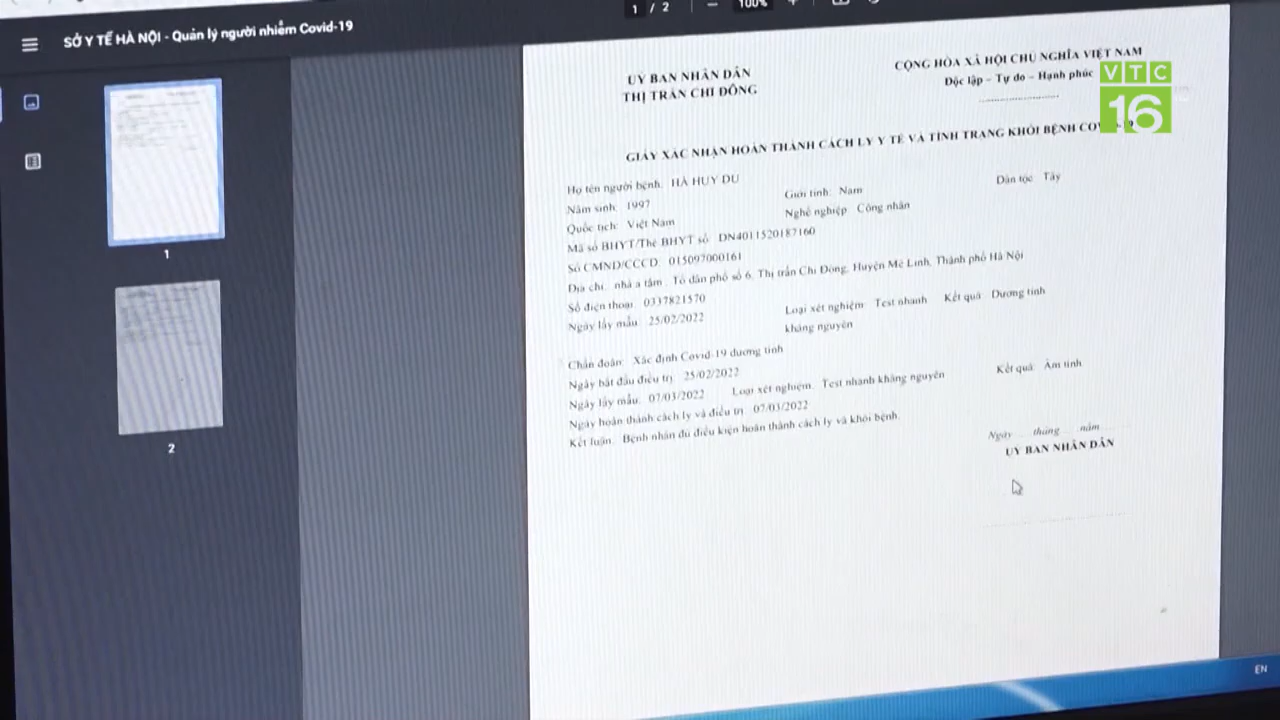 1 / 2 — 100% +
SỞ Y TẾ HÀ NỘI - Quản lý người nhiễm Covid-19
ỦY BAN NHÂN DÂN
THỊ TRẤN CHI ĐÔNG
CỘNG HÒA XÃ HỘI CHỦ NGHĨA VIỆT NAM
Độc lập - Tự do - Hạnh phúc
VTC
16
GIẤY XÁC NHẬN HOÀN THÀNH CÁCH LY Y TẾ VÀ TÌNH TRẠNG KHỎI BỆNH
Họ tên người bệnh: HÀ HUY DU
Năm sinh: 1997 Giới tính: Nam Dân tộc: Tày
Quốc tịch: Việt Nam Nghề nghiệp: Công nhân
Mã số BHYT/Thẻ BHYT số: DN4011520187160
Số CMND/CCCD: 015097000161
Địa chỉ: nhà a tâm , Tổ dân phố số 6, Thị trấn Chi Đông, Huyện Mê Linh, Thành phố Hà Nội
Số điện thoại: 0337821570
Ngày lấy mẫu: 25/02/2022 Loại xét nghiệm: Test nhanh Kết quả: Dương tính
kháng nguyên
Chẩn đoán: Xác định Covid-19 dương tính
Ngày bắt đầu điều trị: 25/02/2022
Ngày lấy mẫu: 07/03/2022 Loại xét nghiệm: Test nhanh kháng nguyên Kết quả: Âm tính
Ngày hoàn thành cách ly và điều trị: 07/03/2022
Kết luận: Bệnh nhân đủ điều kiện hoàn thành cách ly và khỏi bệnh.
Ngày tháng năm
ỦY BAN NHÂN DÂN
1
2
EN